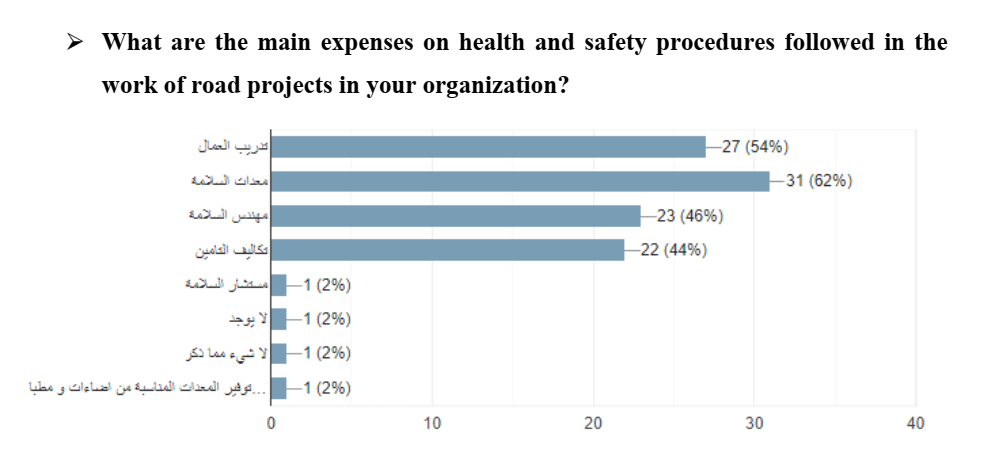 ➢ What are the main expenses on health and safety procedures followed in the
work of road projects in your organization?
تدريب العمال 27 (54%)
معدات السلامة 31 (62%)
مهندس السلامة 23 (46%)
تكاليف التامين 22 (44%)
مستشار السلامة 1 (2%)
لا يوجد 1 (2%)
لا شيء مما ذكر 1 (2%)
توفير المعدات المناسبة من اضاءات و مطبا... 1 (2%)
0 10 20 30 40